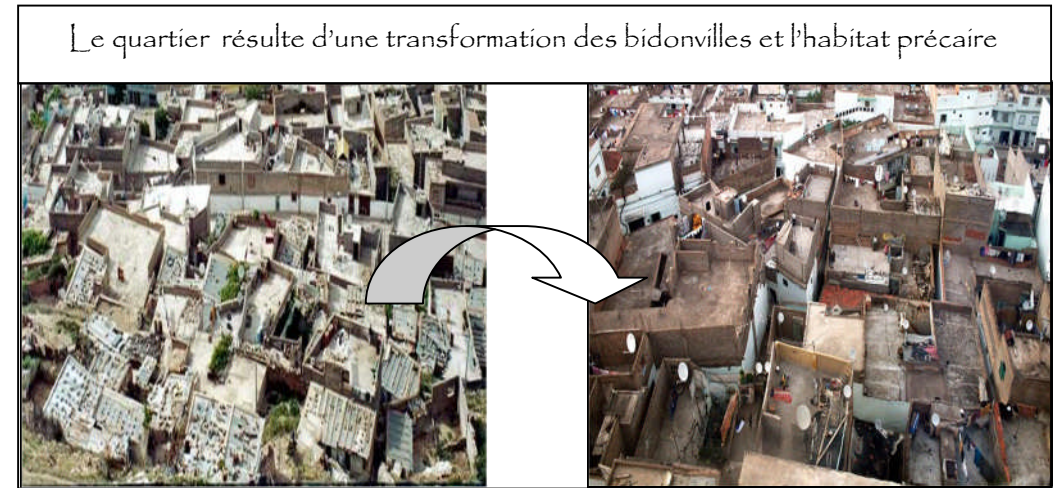 Le quartier résulte d'une transformation des bidonvilles et l'habitat précaire